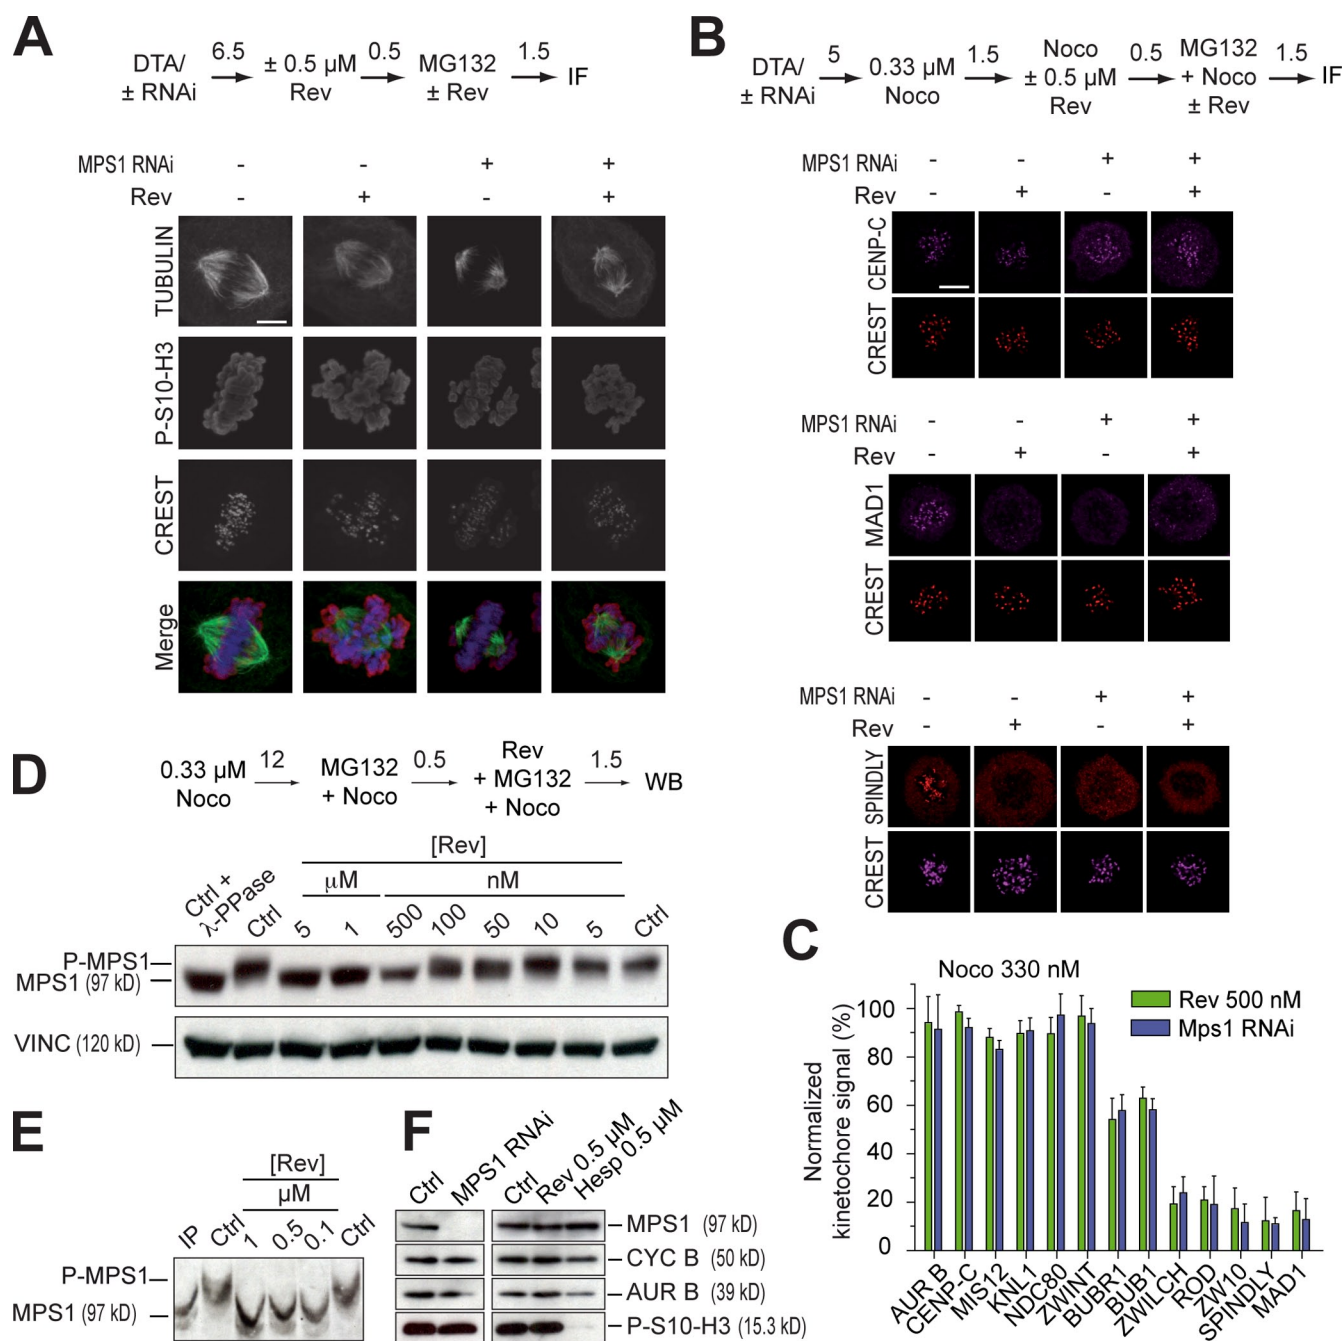 A
6.5 0.5 1.5
DTA/ ± 0.5 µM MG132 IF
± RNAi Rev ± Rev
MPS1 RNAi - - + +
Rev - + - +
TUBULIN
P-S10-H3
CREST
Merge
B
5 1.5 Noco 0.5 MG132 1.5
DTA/ 0.33 µM ± 0.5 µM + Noco IF
± RNAi Noco Rev ± Rev
MPS1 RNAi - - + +
Rev - + - +
CENP-C
CREST
MPS1 RNAi - - + +
Rev - + - +
MAD1
CREST
MPS1 RNAi - - + +
Rev - + - +
SPINDLY
CREST
C
Noco 330 nM
Rev 500 nM
Mps1 RNAi
Normalized
kinetochore signal (%)
100
80
60
40
20
0
AUR B CENP-C MIS12 KNL1 NDC80 ZWINT BUBR1 BUB1 ZWILCH ROD ZW10 SPINDLY MAD1
D
12 0.5 Rev 1.5
0.33 µM MG132 + MG132 WB
Noco + Noco + Noco
[Rev]
µM nM
Ctrl + λ-PPase Ctrl 5 1 500 100 50 10 5 Ctrl
P-MPS1
MPS1 (97 kD)
VINC (120 kD)
E
[Rev]
µM
IP Ctrl 1 0.5 0.1 Ctrl
P-MPS1
MPS1 (97 kD)
F
Ctrl MPS1 RNAi Ctrl Rev 0.5 µM Hesp 0.5 µM
MPS1 (97 kD)
CYC B (50 kD)
AUR B (39 kD)
P-S10-H3 (15.3 kD)